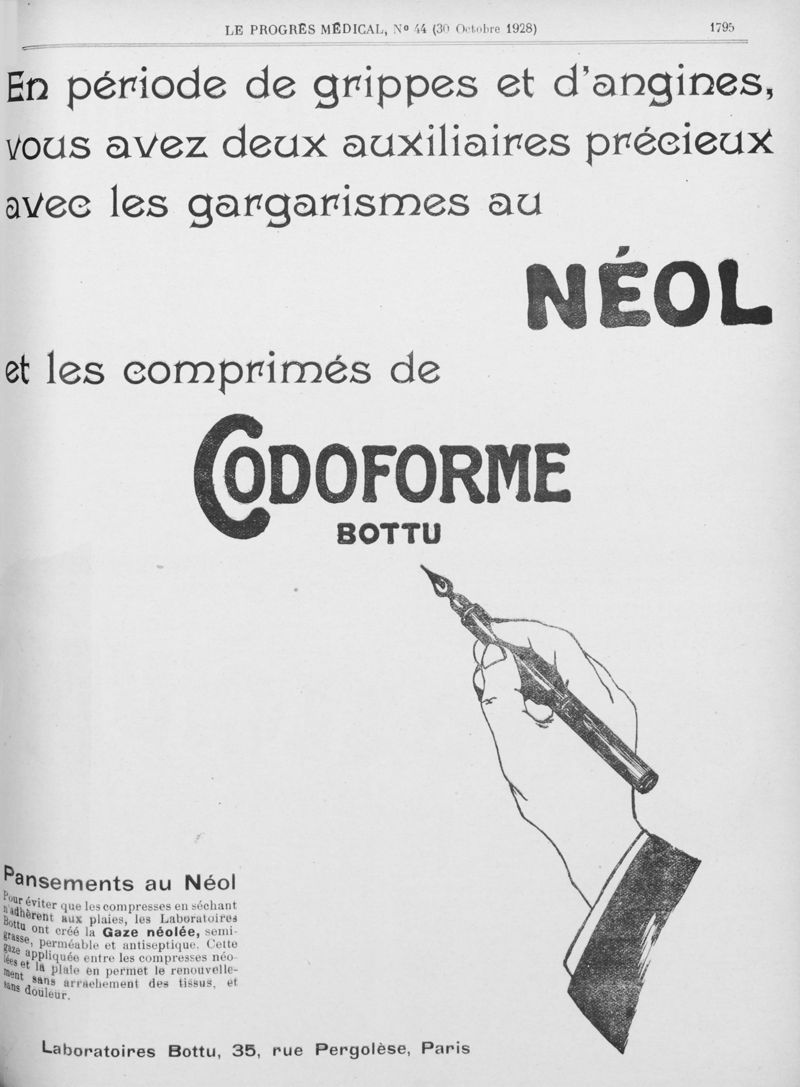 LE PROGRÈS MÉDICAL, Nº 44 (30 Octobre 1928)
1795
En période de grippes et d'angines,
vous avez deux auxiliaires précieux
avec les gargarismes au
NÉOL
et les comprimés de
CODOFORME
BOTTU
Pansements au Néol
Pour éviter que les compresses en séchant
n'adhèrent aux plaies, les Laboratoires
Bottu ont créé la Gaze néolée, semi-
grasse, perméable et antiseptique. Cette
gaze appliquée entre les compresses néo-
lées et la plaie en permet le renouvelle-
ment sans arrachement des tissus, et
sans douleur.
Laboratoires Bottu, 35, rue Pergolèse, Paris